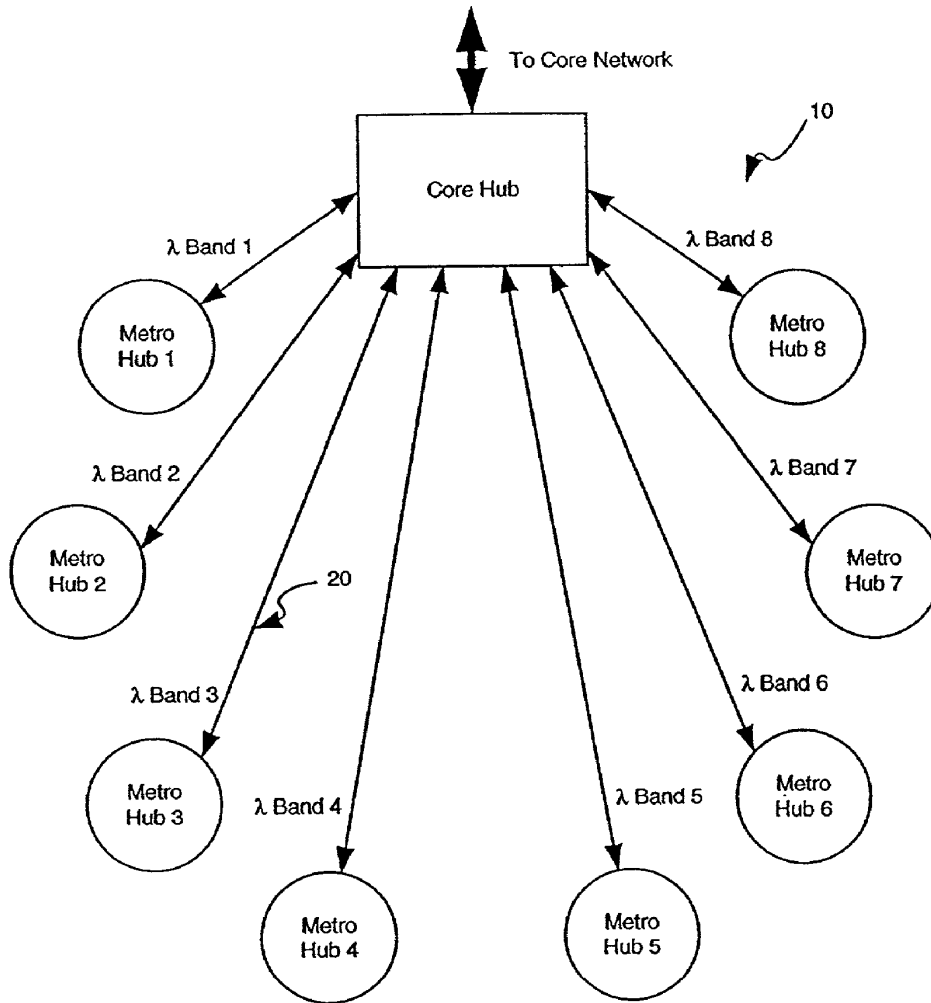 To Core Network
10
Core Hub
λ Band 1
λ Band 8
Metro
Hub 1
Metro
Hub 8
λ Band 2
λ Band 7
Metro
Hub 2
20
Metro
Hub 7
λ Band 3
λ Band 6
Metro
Hub 3
λ Band 4
λ Band 5
Metro
Hub 6
Metro
Hub 4
Metro
Hub 5